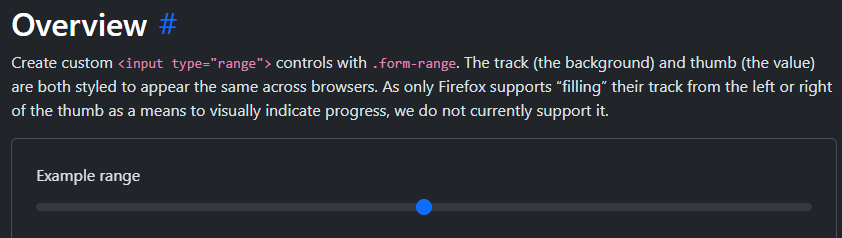 Overview #
Create custom <input type="range"> controls with .form-range. The track (the background) and thumb (the value)
are both styled to appear the same across browsers. As only Firefox supports “filling” their track from the left or right
of the thumb as a means to visually indicate progress, we do not currently support it.
Example range